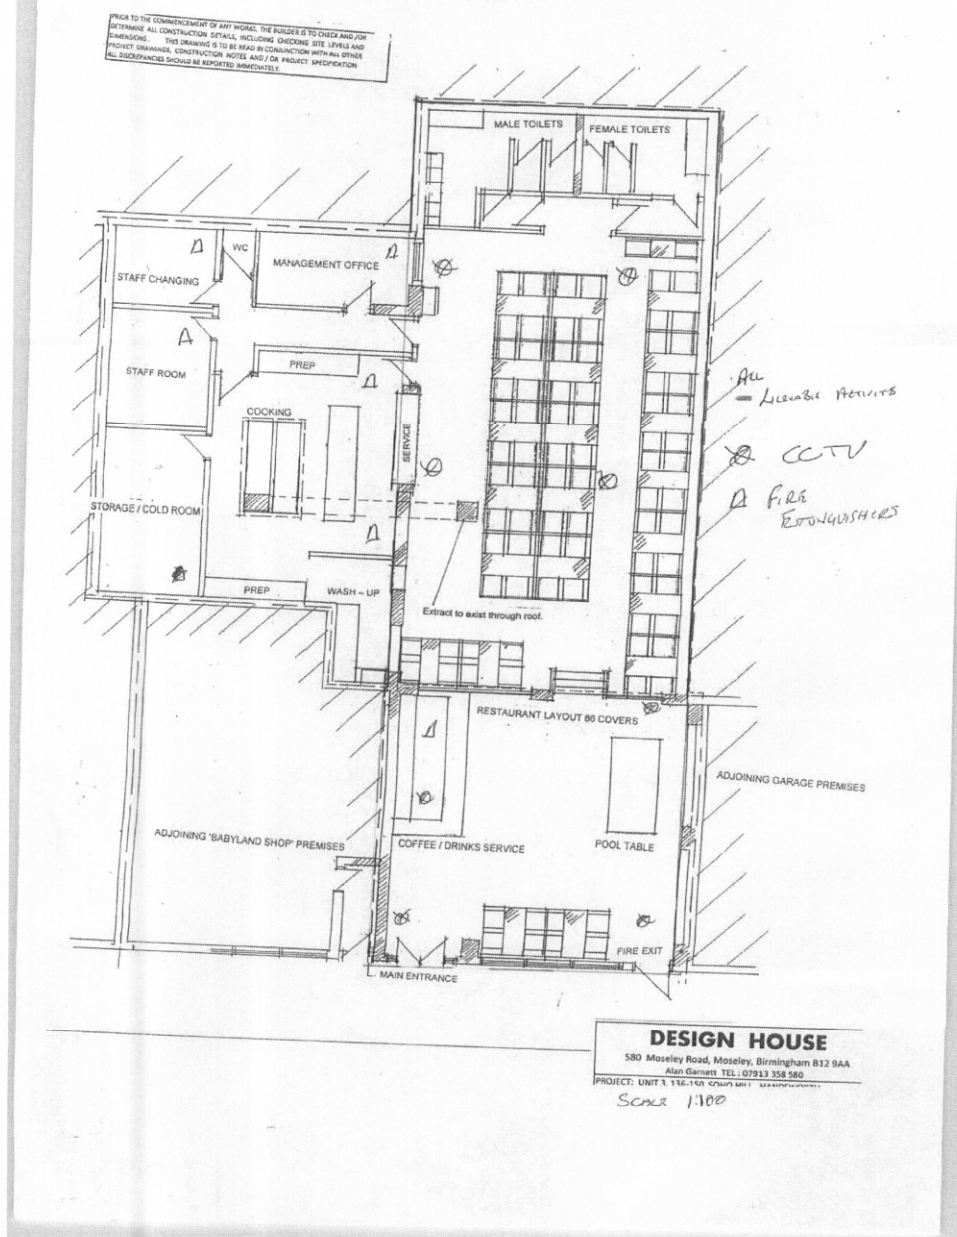 PRIOR TO THE COMMENCEMENT OF ANY WORKS, THE BUILDER IS TO CHECK AND /OR
DETERMINE ALL CONSTRUCTION DETAILS, INCLUDING CHECKING SITE LEVELS AND
DIMENSIONS. THIS DRAWING IS TO BE READ IN CONJUNCTION WITH ALL OTHER
PROJECT DRAWINGS, CONSTRUCTION NOTES AND / OR PROJECT SPECIFICATION
ALL DISCREPANCIES SHOULD BE REPORTED IMMEDIATELY.
MALE TOILETS
FEMALE TOILETS
WC
MANAGEMENT OFFICE
STAFF CHANGING
STAFF ROOM
PREP
COOKING
SERVICE
ALL
CCTV
FIRE
EXTINGUISHERS
STORAGE / COLD ROOM
PREP
WASH - UP
Extract to exist through roof.
RESTAURANT LAYOUT 86 COVERS
ADJOINING GARAGE PREMISES
ADJOINING 'BABYLAND SHOP' PREMISES
COFFEE / DRINKS SERVICE
POOL TABLE
FIRE EXIT
MAIN ENTRANCE
DESIGN HOUSE
580 Moseley Road, Moseley, Birmingham B12 9AA
Alan Garnett TEL : 07913 358 580
PROJECT: UNIT 3, 136-150 SOHO HILL, HANDSWORTH
SCALE 1:100